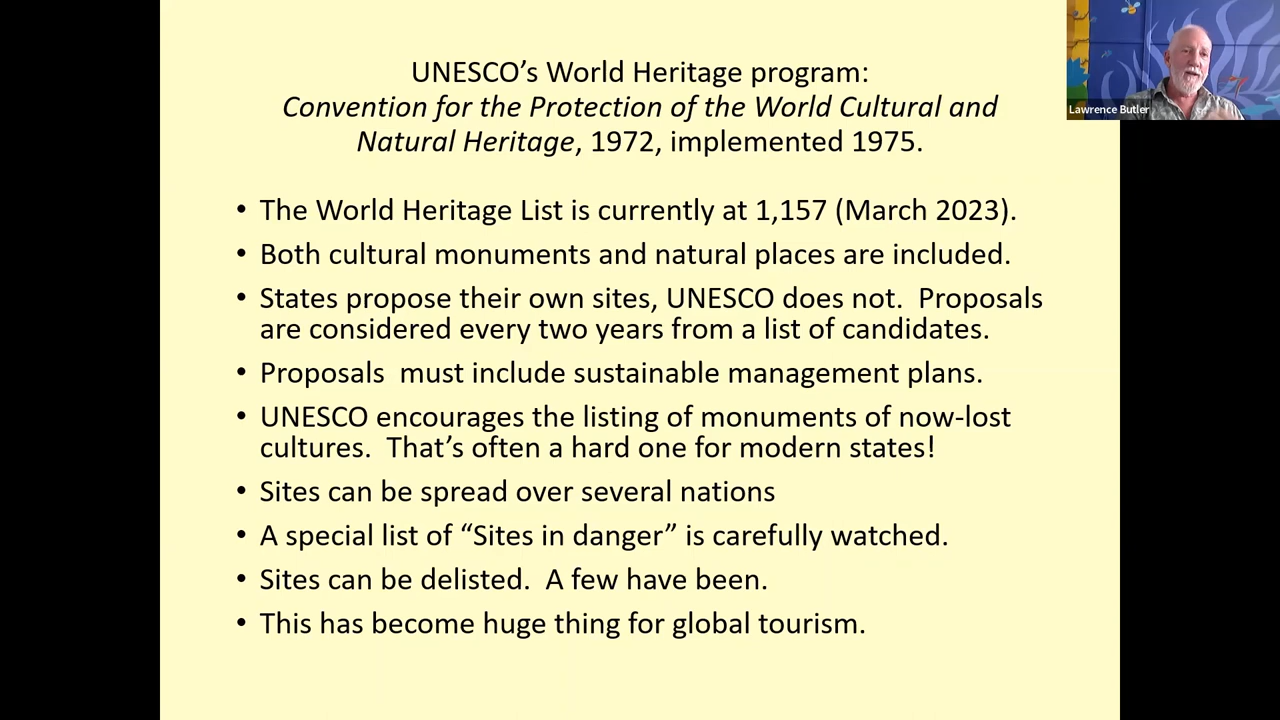 UNESCO’s World Heritage program:
Convention for the Protection of the World Cultural and
Natural Heritage, 1972, implemented 1975.
• The World Heritage List is currently at 1,157 (March 2023).
• Both cultural monuments and natural places are included.
• States propose their own sites, UNESCO does not.  Proposals
are considered every two years from a list of candidates.
• Proposals  must include sustainable management plans.
• UNESCO encourages the listing of monuments of now-lost
cultures.  That’s often a hard one for modern states!
• Sites can be spread over several nations
• A special list of “Sites in danger” is carefully watched.
• Sites can be delisted.  A few have been.
• This has become huge thing for global tourism.
Lawrence Butler